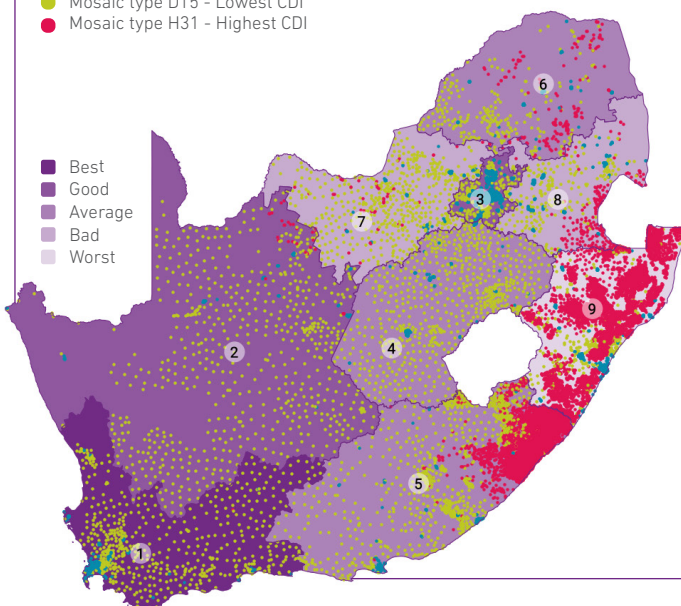 Mosaic type D15 - Lowest CDI
Mosaic type H31 - Highest CDI
Best
Good
Average
Bad
Worst
6
3
8
7
9
2
4
5
1